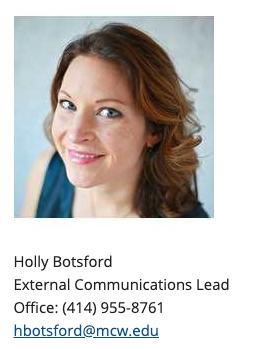 Holly Botsford
External Communications Lead
Office: (414) 955-8761
hbotsford@mcw.edu